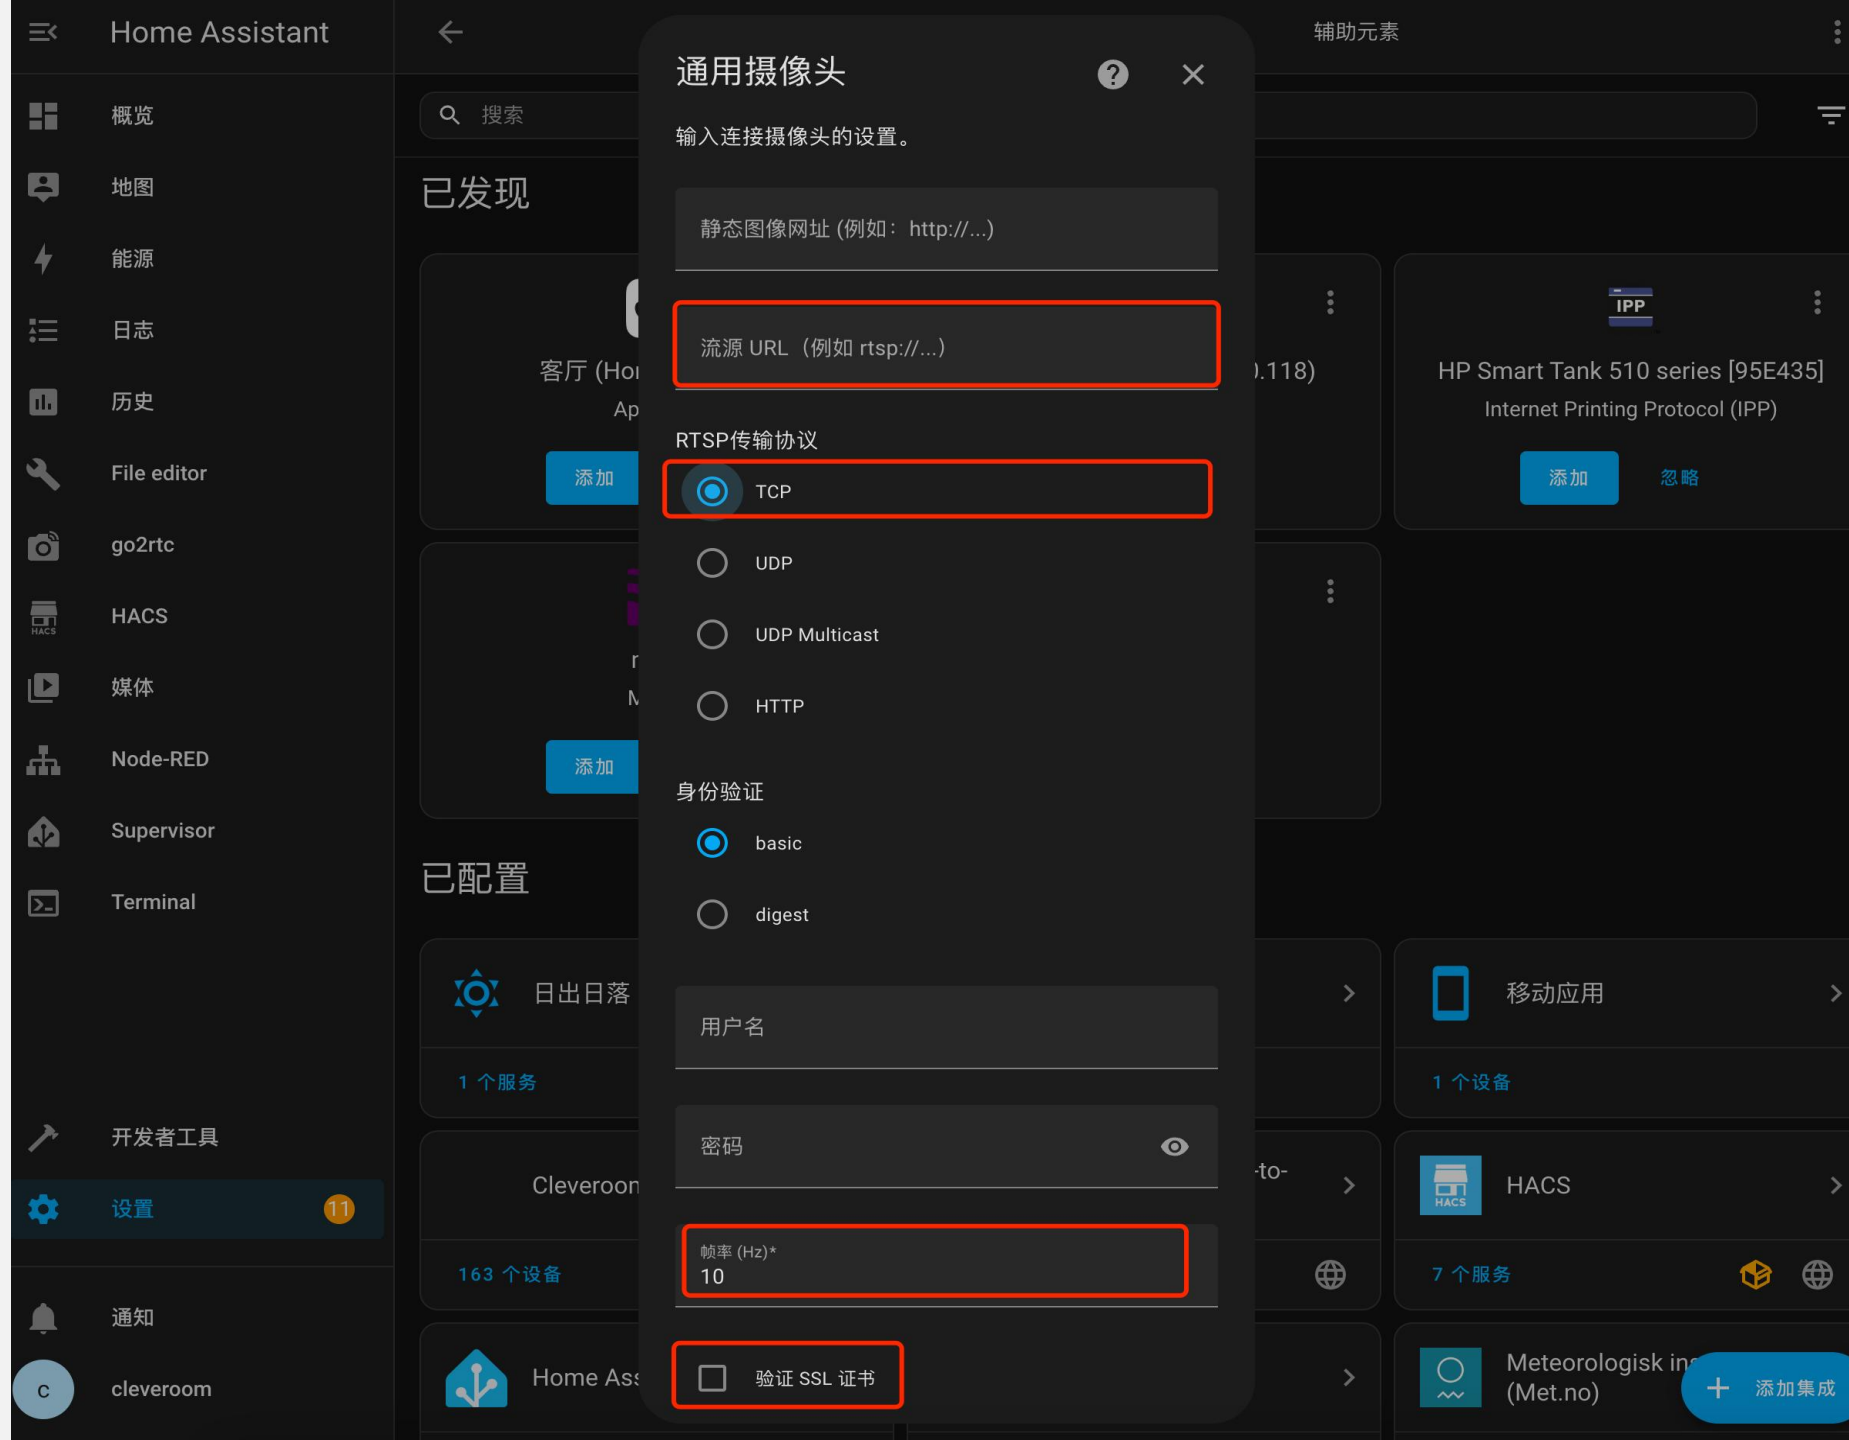 Home Assistant
概览
地图
能源
日志
历史
File editor
go2rtc
HACS
HACS
媒体
Node-RED
Supervisor
Terminal
开发者工具
设置
11
通知
c
cleveroom
辅助元素
搜索
已发现
客厅 (Ho
Ap
添加
.118)
IPP
HP Smart Tank 510 series [95E435]
Internet Printing Protocol (IPP)
添加
忽略
添加
已配置
日出日落
1 个服务
移动应用
1 个设备
Cleveroon
163 个设备
-to-
HACS
HACS
7 个服务
Home Ass
Meteorologisk ins
(Met.no)
添加集成
通用摄像头
输入连接摄像头的设置。
静态图像网址 (例如：http://...)
流源 URL（例如 rtsp://...）
RTSP传输协议
TCP
UDP
UDP Multicast
HTTP
身份验证
basic
digest
用户名
密码
帧率 (Hz)*
10
验证 SSL 证书